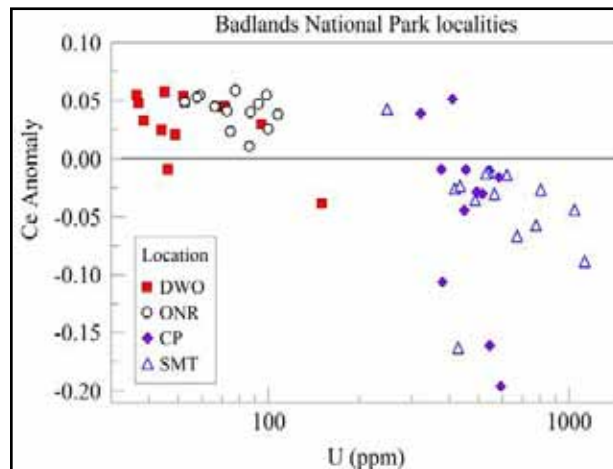 Badlands National Park localities
0.10
0.05
0.00
-0.05
-0.10
-0.15
-0.20
Ce Anomaly
Location
DWO
ONR
CP
SMT
100
1000
U (ppm)